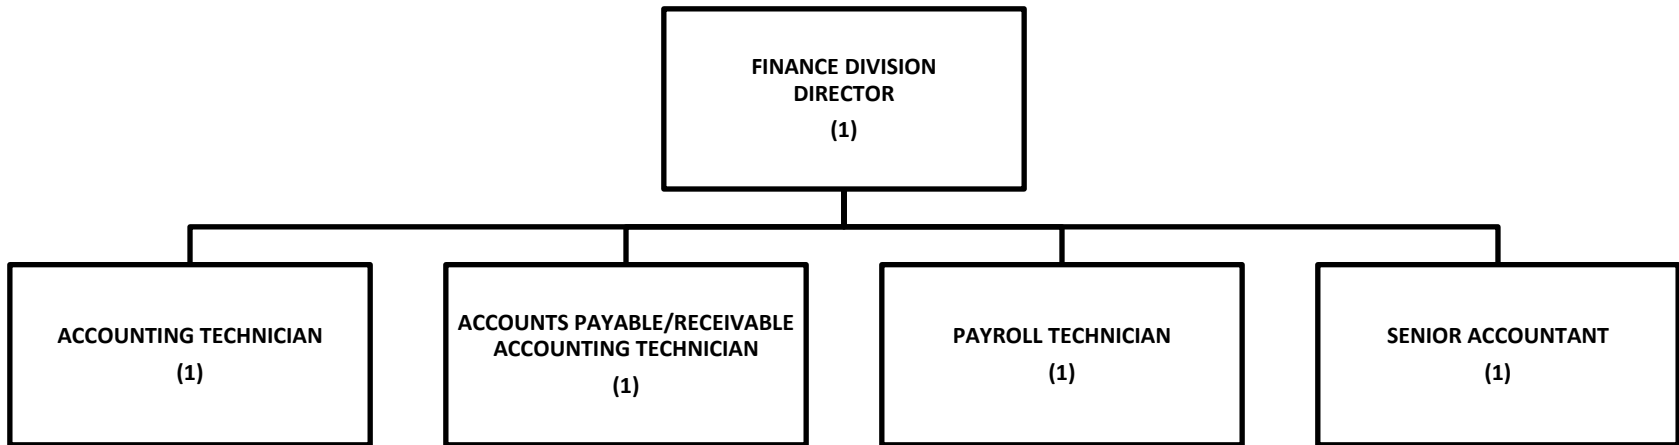 FINANCE DIVISION
DIRECTOR
(1)
ACCOUNTING TECHNICIAN
(1)
ACCOUNTS PAYABLE/RECEIVABLE
ACCOUNTING TECHNICIAN
(1)
PAYROLL TECHNICIAN
(1)
SENIOR ACCOUNTANT
(1)